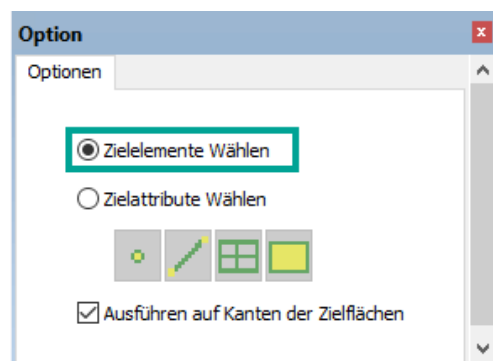 Option
Optionen
Zielelemente Wählen
Zielattribute Wählen
Ausführen auf Kanten der Zielflächen